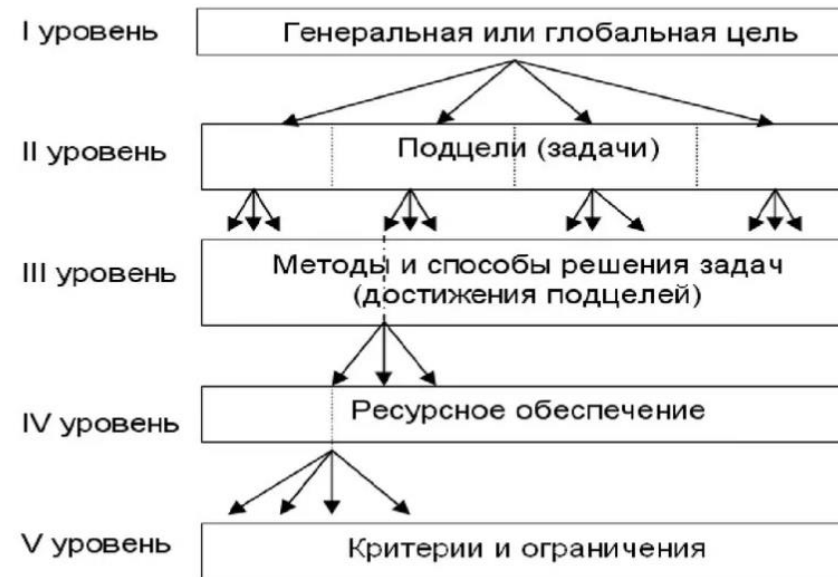 I уровень
Генеральная или глобальная цель
II уровень
Подцели (задачи)
III уровень
Методы и способы решения задач
(достижения подцелей)
IV уровень
Ресурсное обеспечение
V уровень
Критерии и ограничения